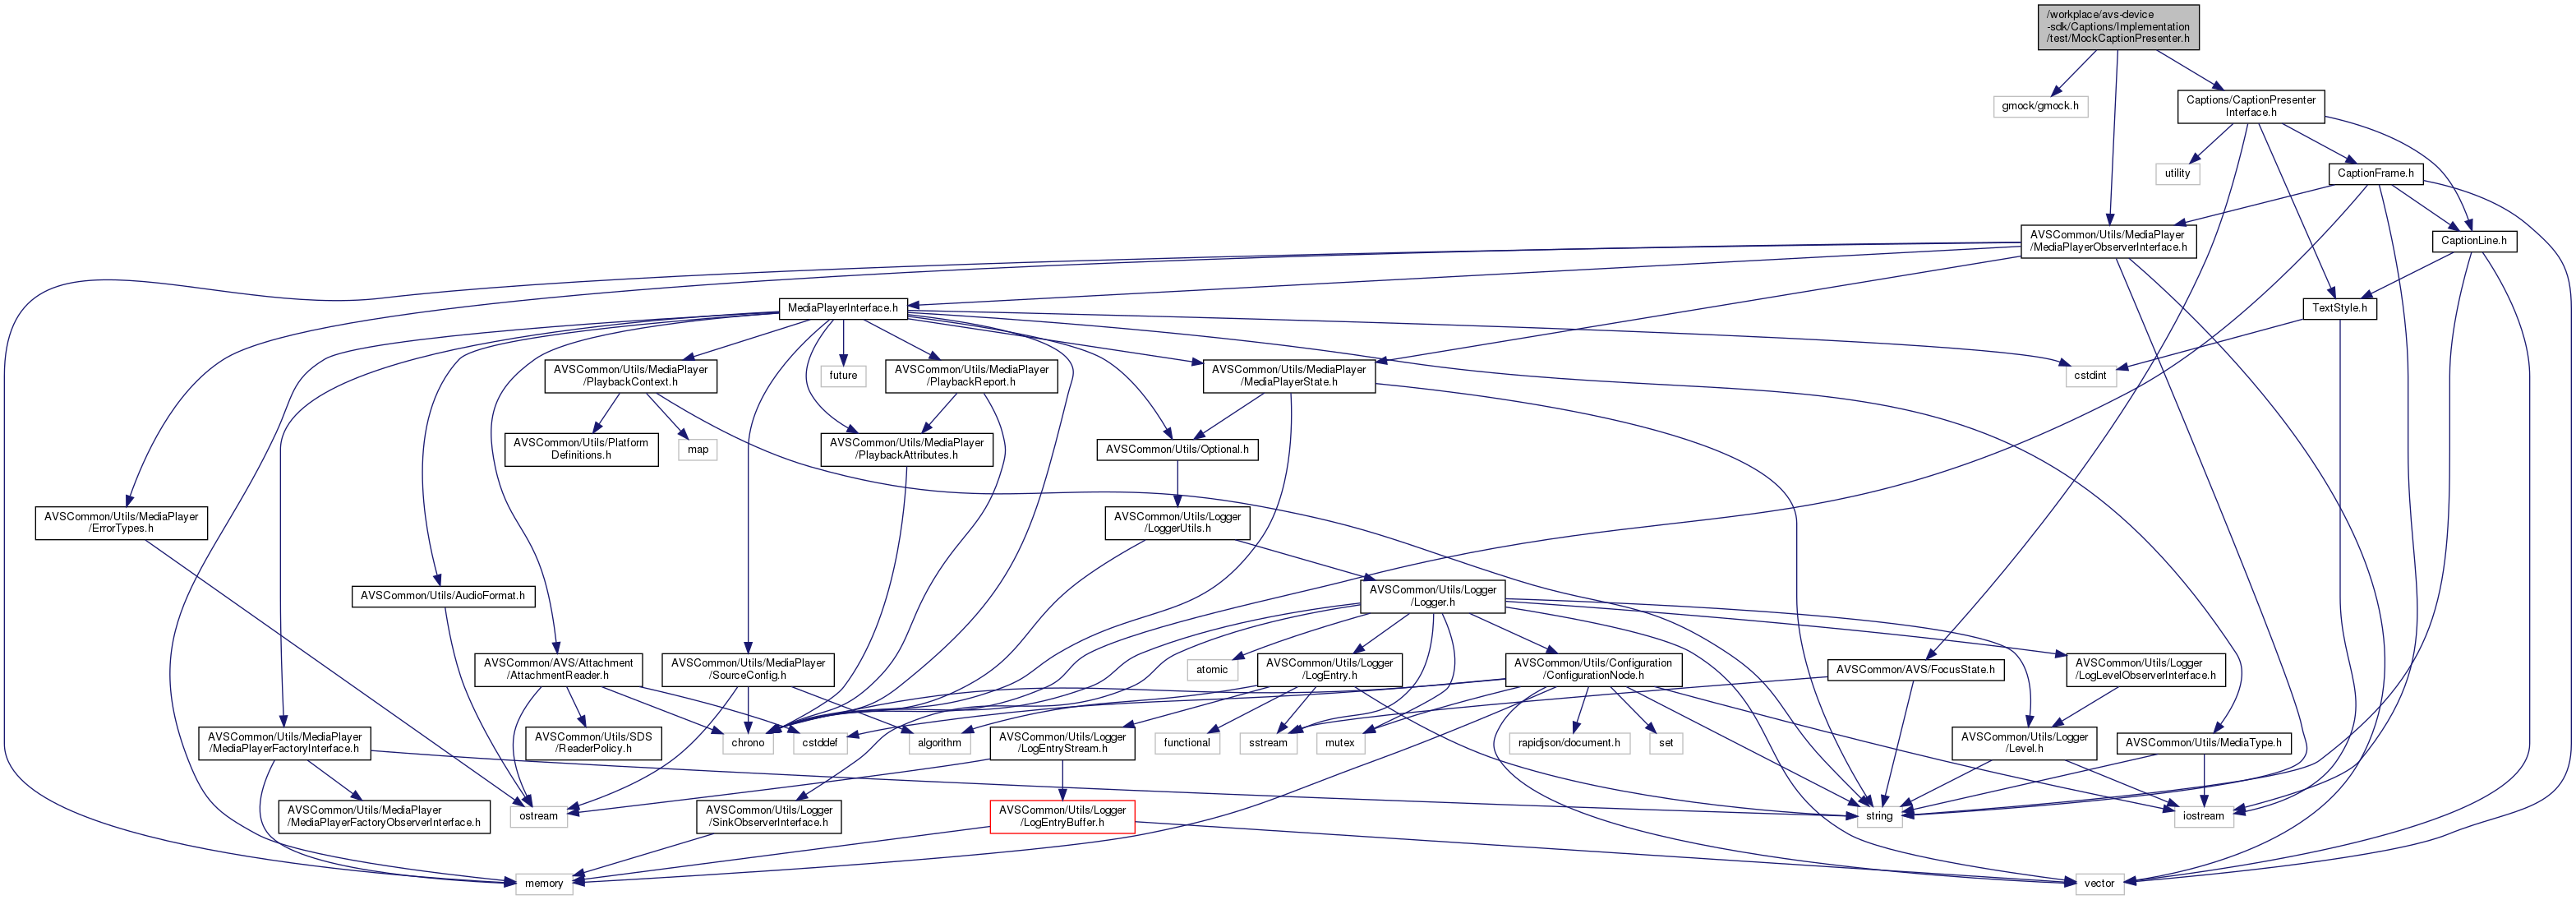 /workplace/avs-device
-sdk/Captions/Implementation
/test/MockCaptionPresenter.h
gmock/gmock.h
Captions/CaptionPresenter
Interface.h
utility
CaptionFrame.h
AVSCommon/Utils/MediaPlayer
/MediaPlayerObserverInterface.h
CaptionLine.h
MediaPlayerInterface.h
TextStyle.h
AVSCommon/Utils/MediaPlayer
/PlaybackContext.h
future
AVSCommon/Utils/MediaPlayer
/PlaybackReport.h
AVSCommon/Utils/MediaPlayer
/MediaPlayerState.h
cstdint
AVSCommon/Utils/Platform
Definitions.h
map
AVSCommon/Utils/MediaPlayer
/PlaybackAttributes.h
AVSCommon/Utils/Optional.h
AVSCommon/Utils/MediaPlayer
/ErrorTypes.h
AVSCommon/Utils/Logger
/LoggerUtils.h
AVSCommon/Utils/AudioFormat.h
AVSCommon/Utils/Logger
/Logger.h
AVSCommon/AVS/Attachment
/AttachmentReader.h
AVSCommon/Utils/MediaPlayer
/SourceConfig.h
atomic
AVSCommon/Utils/Logger
/LogEntry.h
AVSCommon/Utils/Configuration
/ConfigurationNode.h
AVSCommon/AVS/FocusState.h
AVSCommon/Utils/Logger
/LogLevelObserverInterface.h
AVSCommon/Utils/MediaPlayer
/MediaPlayerFactoryInterface.h
AVSCommon/Utils/SDS
/ReaderPolicy.h
chrono
cstddef
algorithm
AVSCommon/Utils/Logger
/LogEntryStream.h
functional
sstream
mutex
rapidjson/document.h
set
AVSCommon/Utils/Logger
/Level.h
AVSCommon/Utils/MediaType.h
AVSCommon/Utils/MediaPlayer
/MediaPlayerFactoryObserverInterface.h
ostream
AVSCommon/Utils/Logger
/SinkObserverInterface.h
AVSCommon/Utils/Logger
/LogEntryBuffer.h
string
iostream
memory
vector